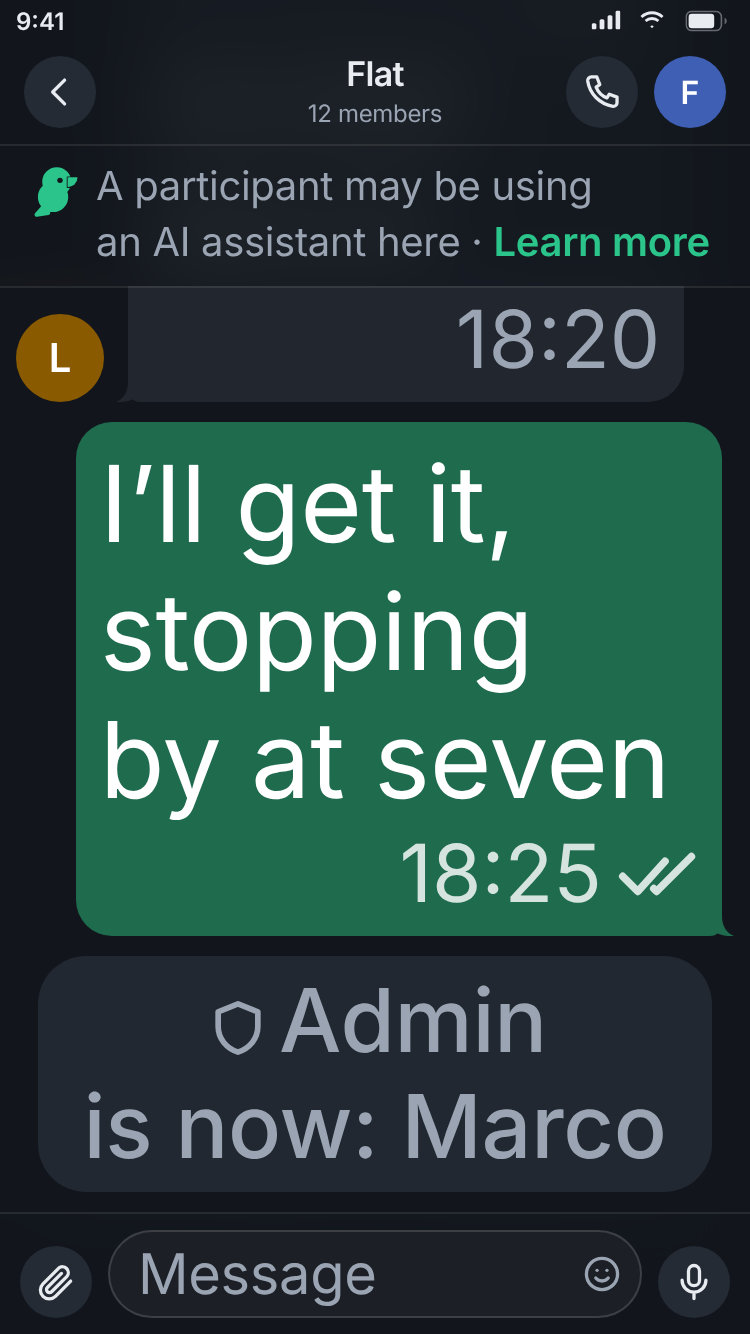 9:41
Flat
12 members
F
A participant may be using
an AI assistant here · Learn more
18:20
L
I’ll get it,
stopping
by at seven
18:25
Admin
is now: Marco
Message